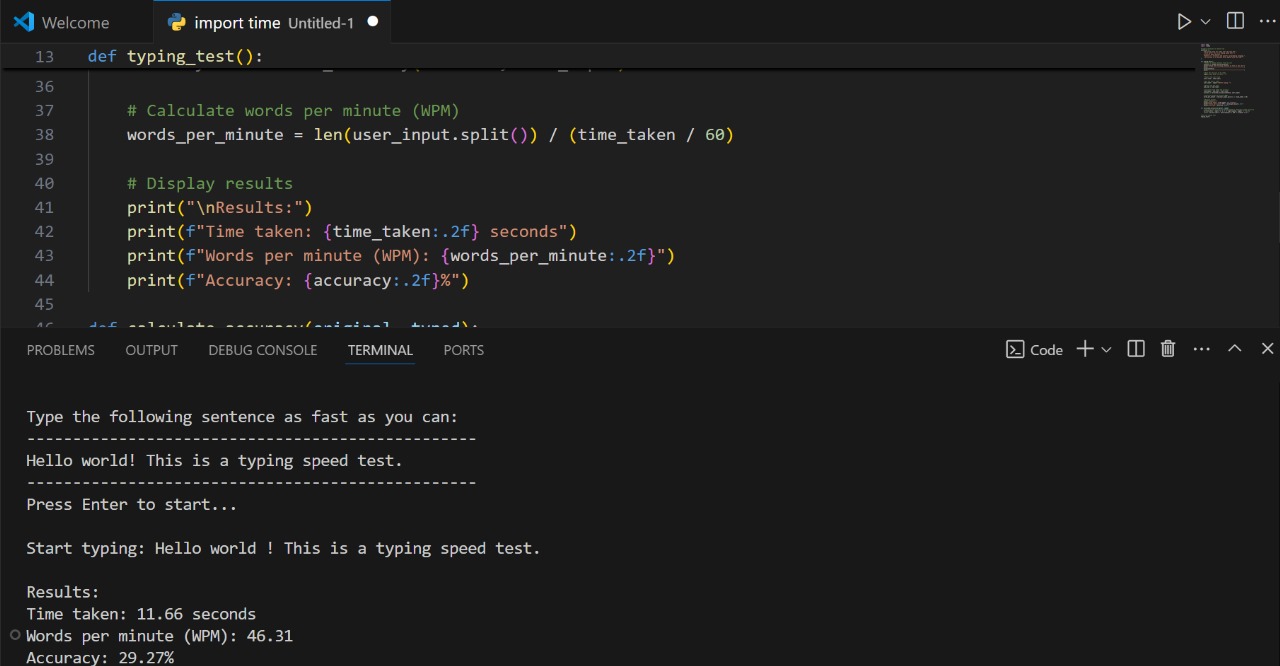 Welcome
import time Untitled-1
13 def typing_test():
36
37 # Calculate words per minute (WPM)
38 words_per_minute = len(user_input.split()) / (time_taken / 60)
39
40 # Display results
41 print("\nResults:")
42 print(f"Time taken: {time_taken:.2f} seconds")
43 print(f"Words per minute (WPM): {words_per_minute:.2f}")
44 print(f"Accuracy: {accuracy:.2f}%")
45
46 def calculate_accuracy(original, typed):
PROBLEMS OUTPUT DEBUG CONSOLE TERMINAL PORTS Code
Type the following sentence as fast as you can:
-------------------------------------------------
Hello world! This is a typing speed test.
-------------------------------------------------
Press Enter to start...
Start typing: Hello world ! This is a typing speed test.
Results:
Time taken: 11.66 seconds
Words per minute (WPM): 46.31
Accuracy: 29.27%